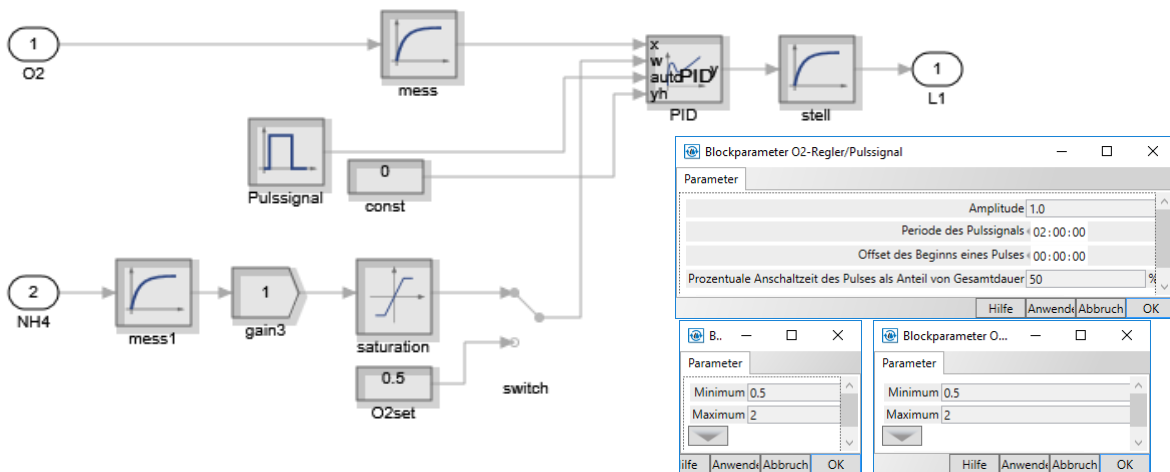 1
O2
mess
x
w
auto
yh
PID
y
PID
stell
1
L1
Pulssignal
0
const
2
NH4
mess1
1
gain3
saturation
0.5
O2set
switch
Blockparameter O2-Regler/Pulssignal
Parameter
Amplitude 1.0
Periode des Pulssignals 02:00:00
Offset des Beginns eines Pulses 00:00:00
Prozentuale Anschaltzeit des Pulses als Anteil von Gesamtdauer 50 %
Hilfe Anwende Abbruch OK
B..
Parameter
Minimum 0.5
Maximum 2
ilfe Anwende Abbruch OK
Blockparameter O...
Parameter
Minimum 0.5
Maximum 2
Hilfe Anwende Abbruch OK